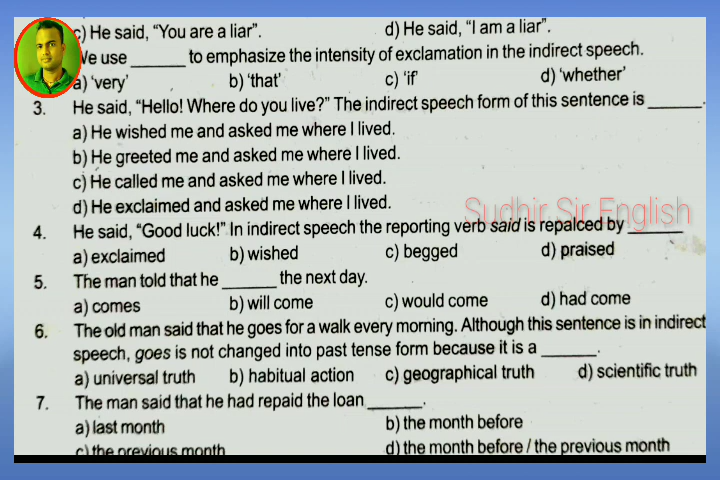 c) He said, “You are a liar”. d) He said, “I am a liar”.
We use ______ to emphasize the intensity of exclamation in the indirect speech.
a) ‘very’ b) ‘that’ c) ‘if’ d) ‘whether’
3. He said, “Hello! Where do you live?” The indirect speech form of this sentence is ______.
a) He wished me and asked me where I lived.
b) He greeted me and asked me where I lived.
c) He called me and asked me where I lived.
d) He exclaimed and asked me where I lived.
Sudhir Sir English
4. He said, “Good luck!” In indirect speech the reporting verb said is repalced by ______
a) exclaimed b) wished c) begged d) praised
5. The man told that he ______ the next day.
a) comes b) will come c) would come d) had come
6. The old man said that he goes for a walk every morning. Although this sentence is in indirect
speech, goes is not changed into past tense form because it is a ______.
a) universal truth b) habitual action c) geographical truth d) scientific truth
7. The man said that he had repaid the loan ______.
a) last month b) the month before
c) the previous month d) the month before / the previous month